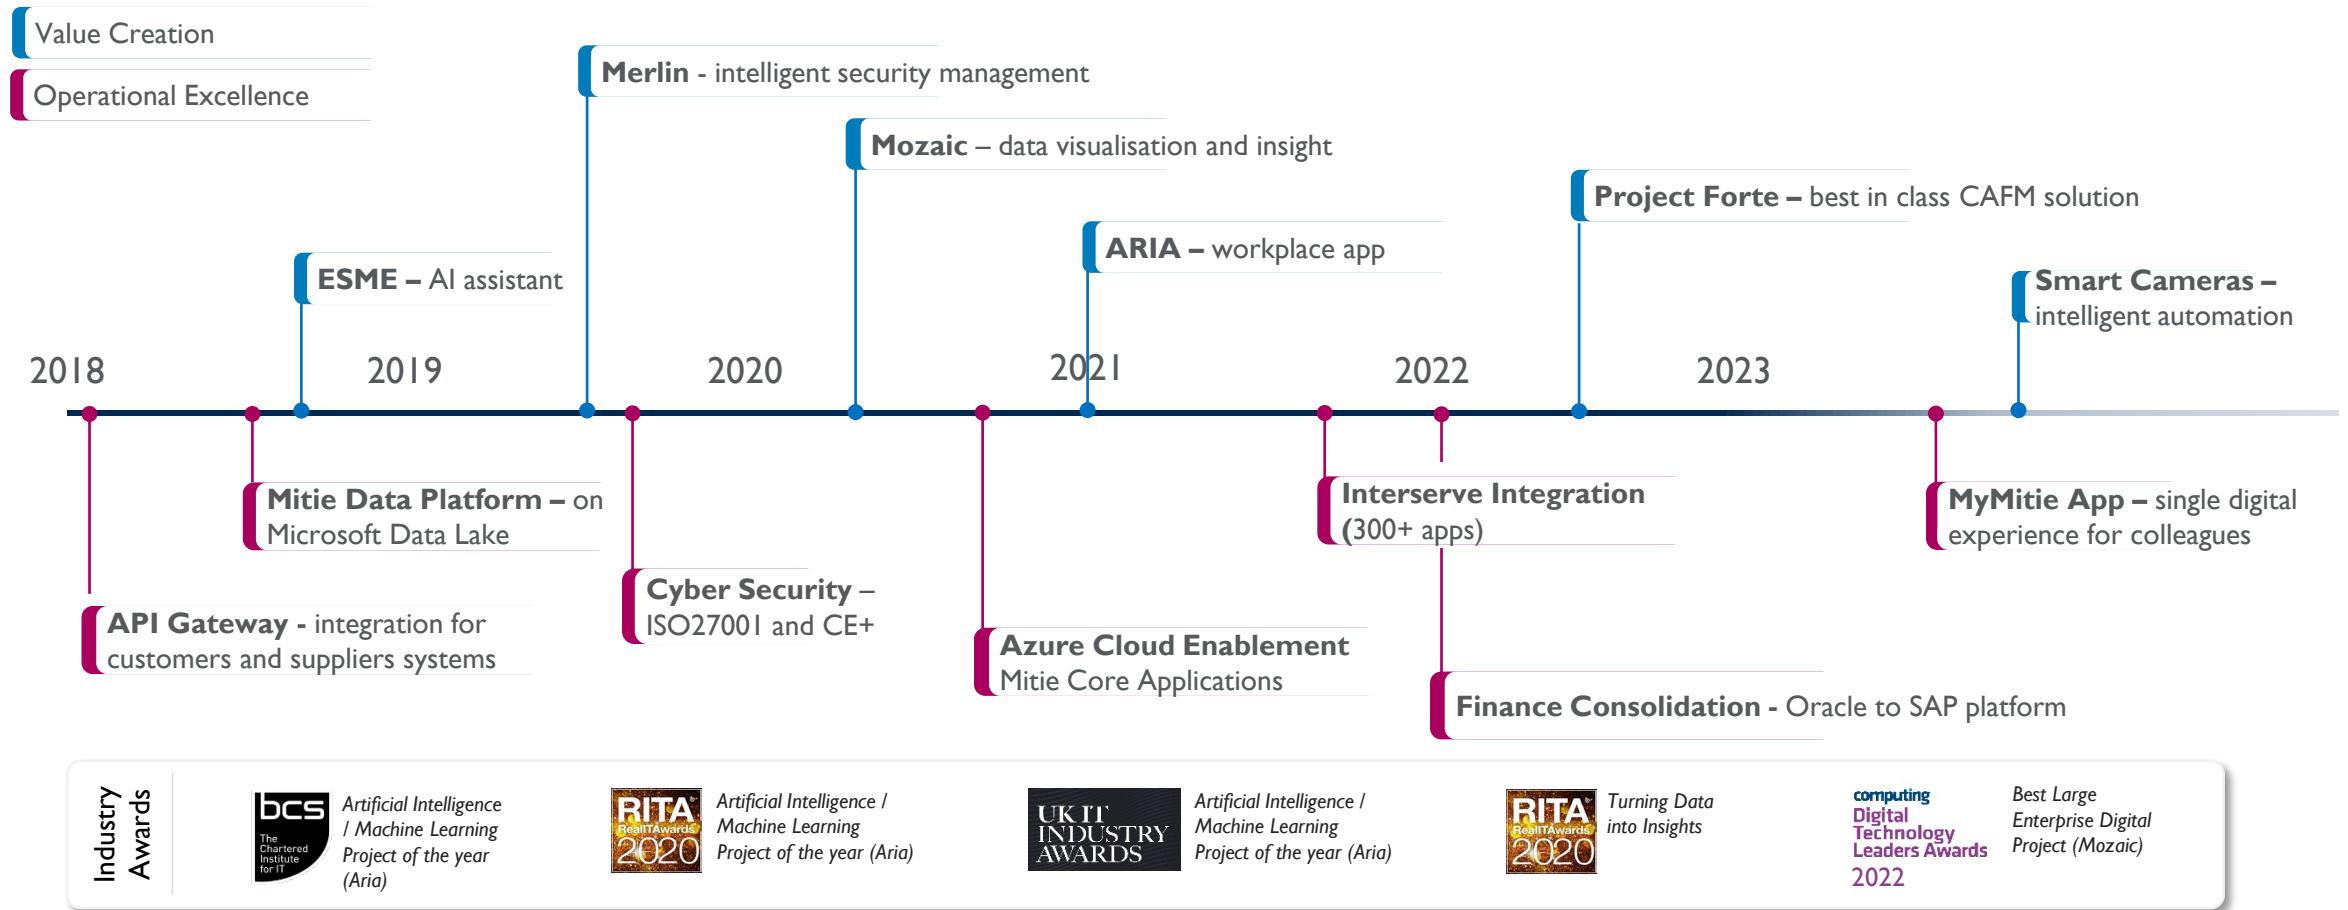 Value Creation
Operational Excellence
Merlin - intelligent security management
Mozaic – data visualisation and insight
Project Forte – best in class CAFM solution
ARIA – workplace app
ESME – AI assistant
Smart Cameras –
intelligent automation
2018
2019
2020
2021
2022
2023
Mitie Data Platform – on
Microsoft Data Lake
Interserve Integration
(300+ apps)
MyMitie App – single digital
experience for colleagues
Cyber Security –
ISO27001 and CE+
API Gateway - integration for
customers and suppliers systems
Azure Cloud Enablement
Mitie Core Applications
Finance Consolidation - Oracle to SAP platform
Industry
Awards
bcs
The
Chartered
Institute
for IT
Artificial Intelligence
/ Machine Learning
Project of the year
(Aria)
RITA
RealITAwards
2020
Artificial Intelligence /
Machine Learning
Project of the year (Aria)
UK IT
INDUSTRY
AWARDS
Artificial Intelligence /
Machine Learning
Project of the year (Aria)
RITA
RealITAwards
2020
Turning Data
into Insights
computing
Digital
Technology
Leaders Awards
2022
Best Large
Enterprise Digital
Project (Mozaic)